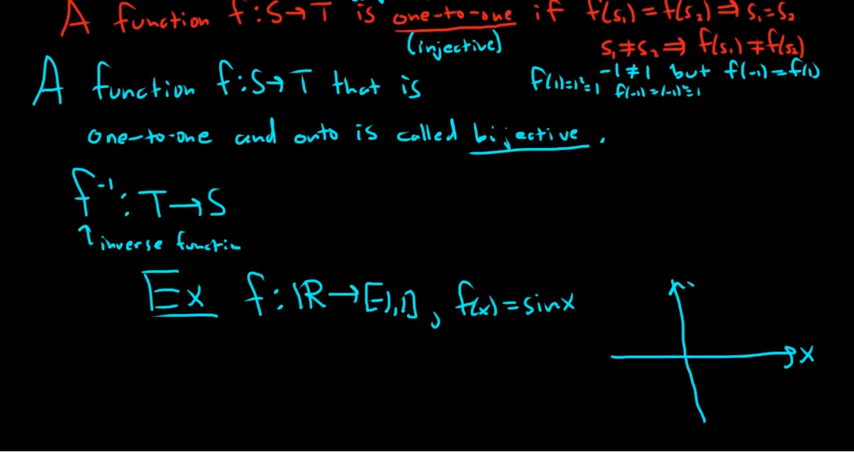 A function f:S→T is one-to-one if f(s₁)=f(s₂)⇒s₁=s₂
(injective) s₁≠s₂⇒f(s₁)≠f(s₂)
A function f:S→T that is
f(1)=1²=1 -1≠1 but f(-1)=f(1)
f(-1)=(-1)²=1
one-to-one and onto is called bijective.
f⁻¹:T→S
↑inverse function
Ex f:ℝ→[-1,1], f(x)=sinx
x